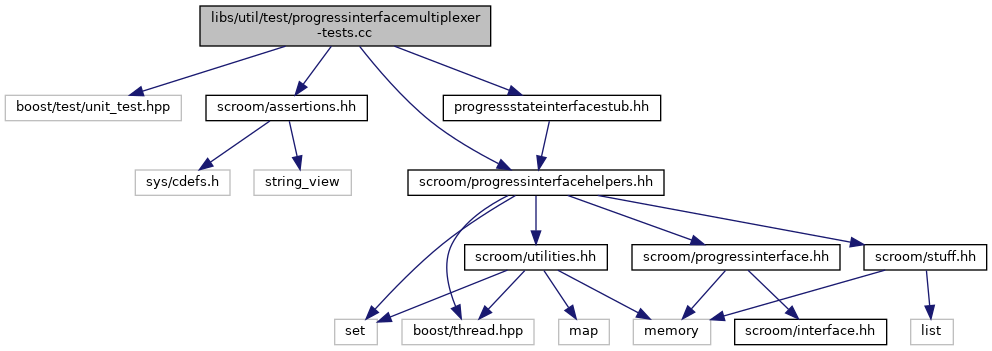 libs/util/test/progressinterfacemultiplexer
-tests.cc
boost/test/unit_test.hpp
scroom/assertions.hh
progressstateinterfacestub.hh
sys/cdefs.h
string_view
scroom/progressinterfacehelpers.hh
scroom/utilities.hh
scroom/progressinterface.hh
scroom/stuff.hh
set
boost/thread.hpp
map
memory
scroom/interface.hh
list